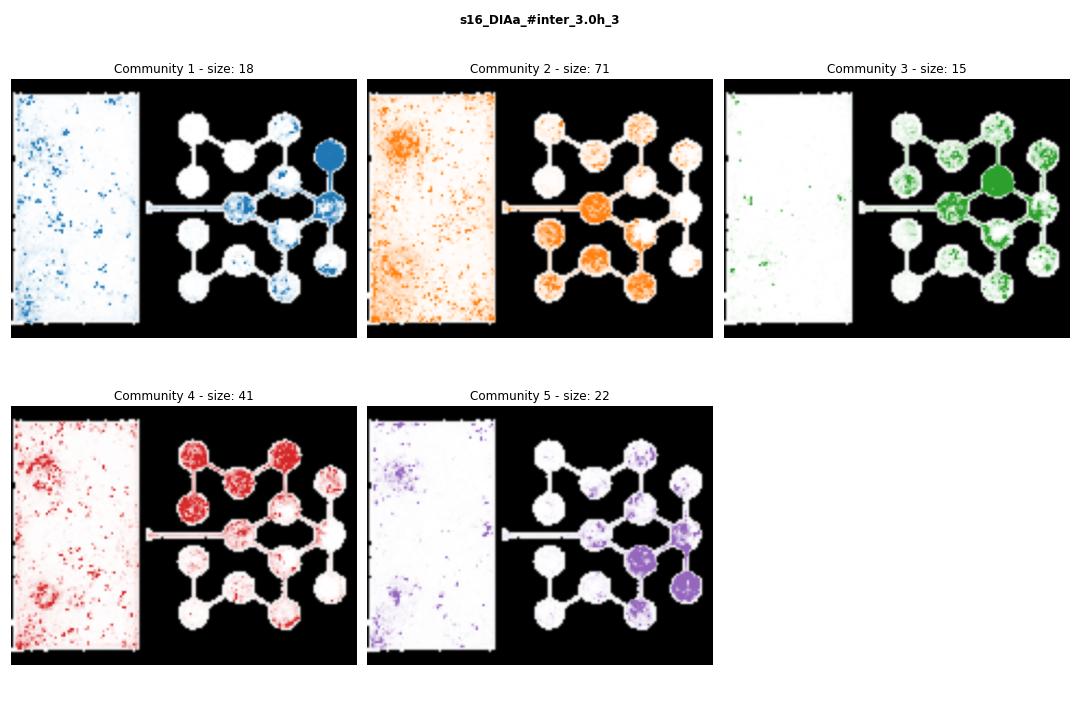 s16_DIAa_#inter_3.0h_3
Community 1 - size: 18
Community 2 - size: 71
Community 3 - size: 15
Community 4 - size: 41
Community 5 - size: 22